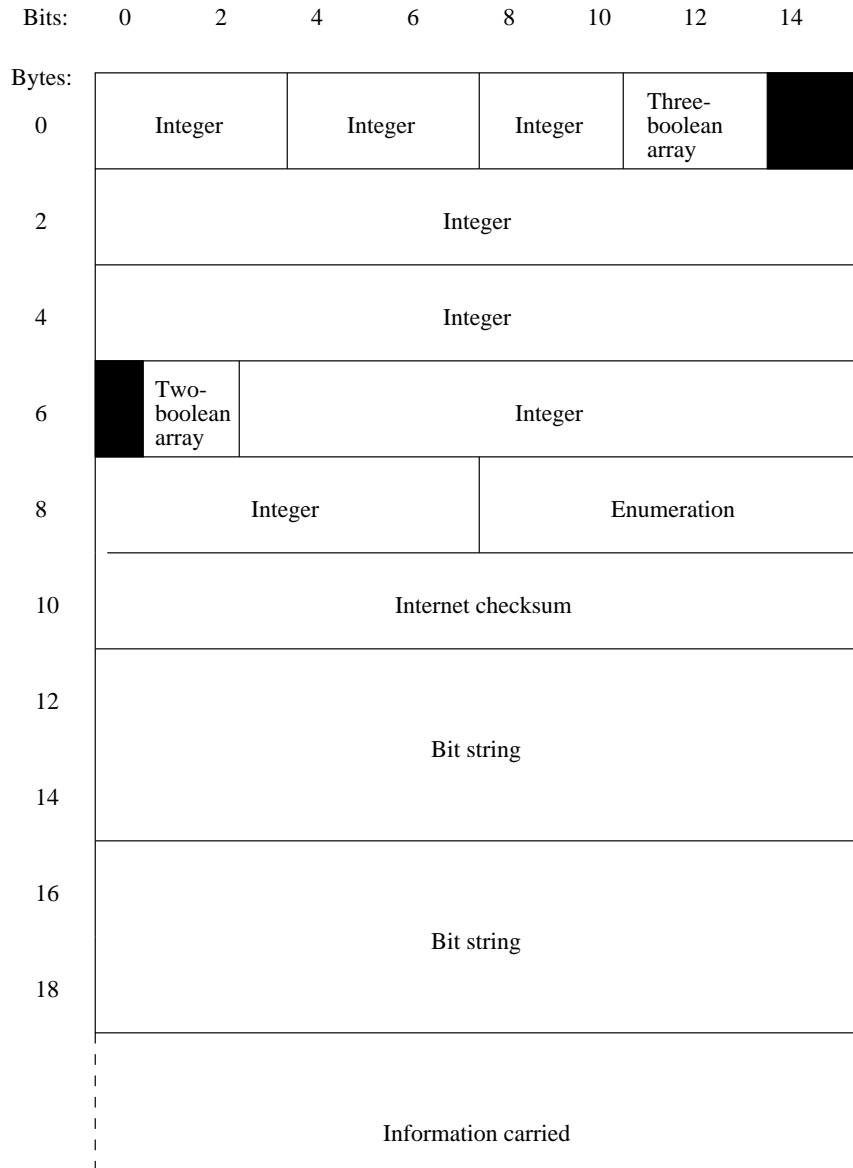 Bits: 0 2 4 6 8 10 12 14
Bytes:
0 Integer Integer Integer Three-
boolean
array
2 Integer
4 Integer
6 Two-
boolean
array Integer
8 Integer Enumeration
10 Internet checksum
12
Bit string
14
16
Bit string
18
Information carried